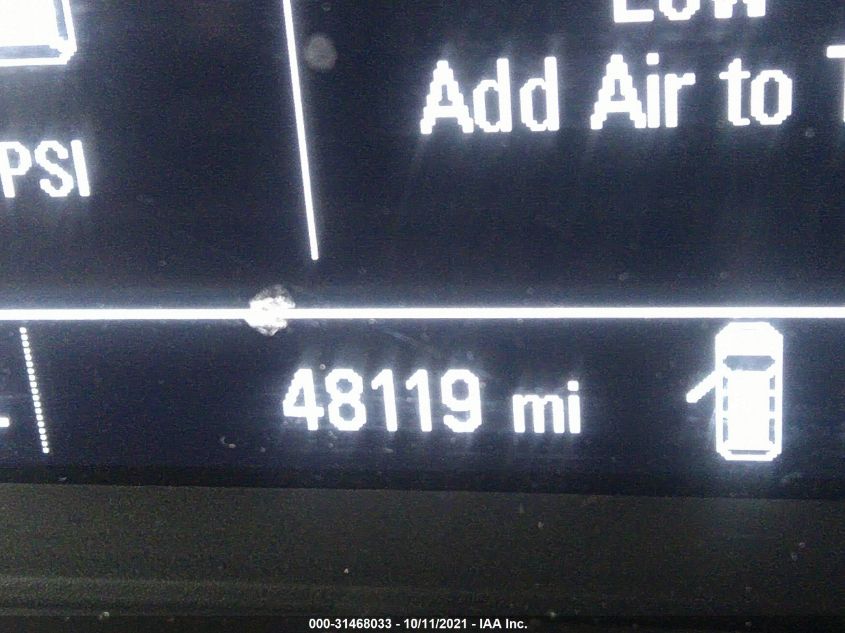 Add Air to
PSI
48119 mi
000-31468033 - 10/11/2021 - IAA Inc.